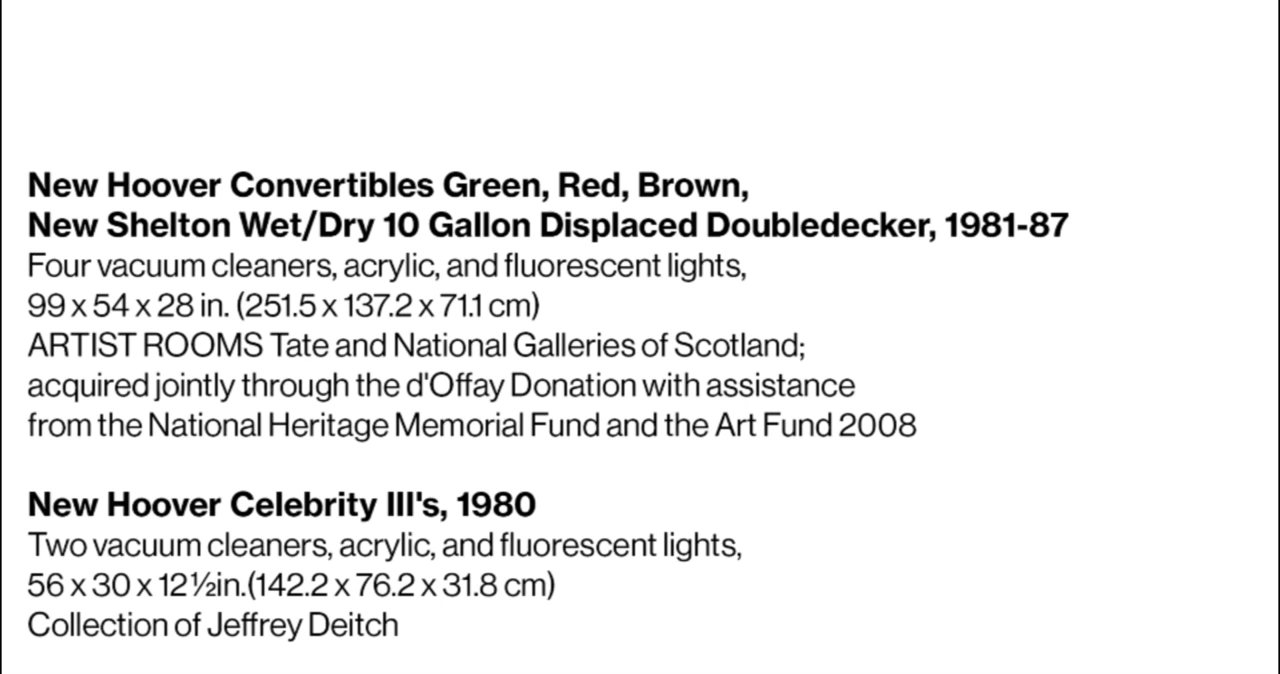 New Hoover Convertibles Green, Red, Brown,
New Shelton Wet/Dry 10 Gallon Displaced Doubledecker, 1981-87
Four vacuum cleaners, acrylic, and fluorescent lights,
99 x 54 x 28 in. (251.5 x 137.2 x 71.1 cm)
ARTIST ROOMS Tate and National Galleries of Scotland;
acquired jointly through the d'Offay Donation with assistance
from the National Heritage Memorial Fund and the Art Fund 2008
New Hoover Celebrity III's, 1980
Two vacuum cleaners, acrylic, and fluorescent lights,
56 x 30 x 12½in.(142.2 x 76.2 x 31.8 cm)
Collection of Jeffrey Deitch